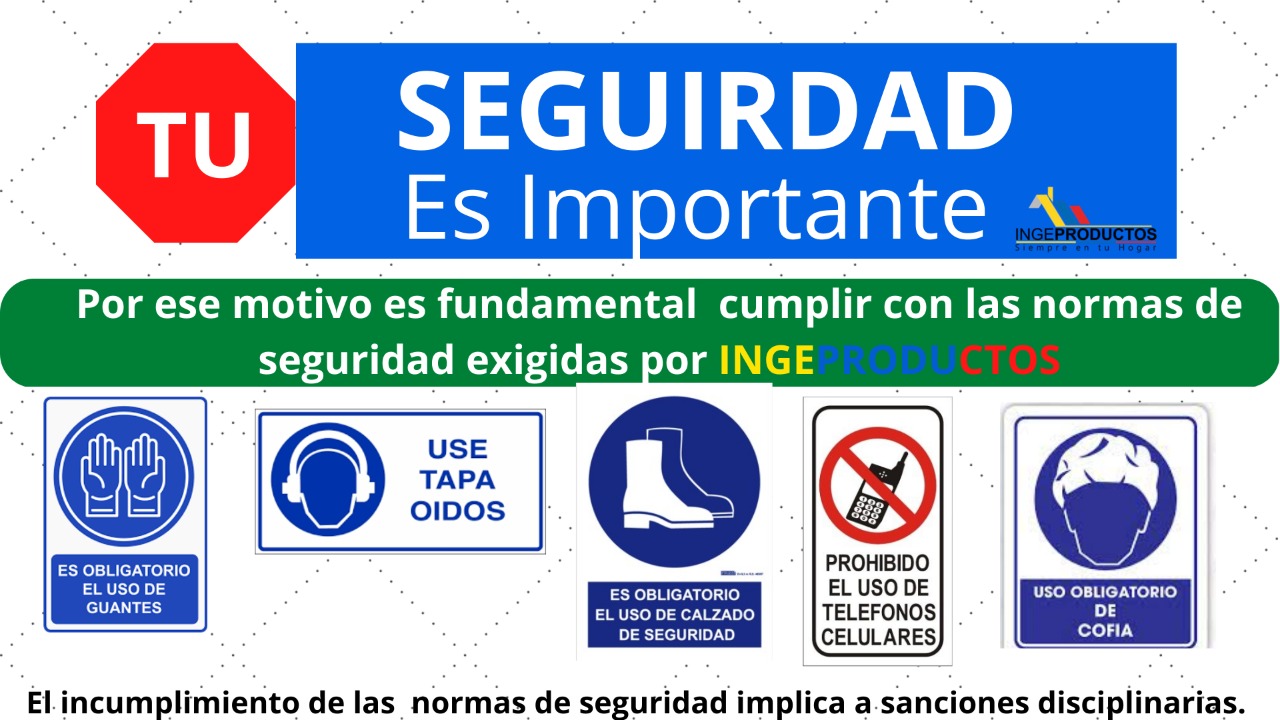 TU
SEGUIRDAD
Es Importante
INGEPRODUCTOS
Siempre en tu Hogar
Por ese motivo es fundamental cumplir con las normas de
seguridad exigidas por INGEPRODUCTOS
ES OBLIGATORIO
EL USO DE
GUANTES
USE
TAPA
OIDOS
ES OBLIGATORIO
EL USO DE CALZADO
DE SEGURIDAD
PROHIBIDO
EL USO DE
TELEFONOS
CELULARES
USO OBLIGATORIO
DE
COFIA
El incumplimiento de las normas de seguridad implica a sanciones disciplinarias.